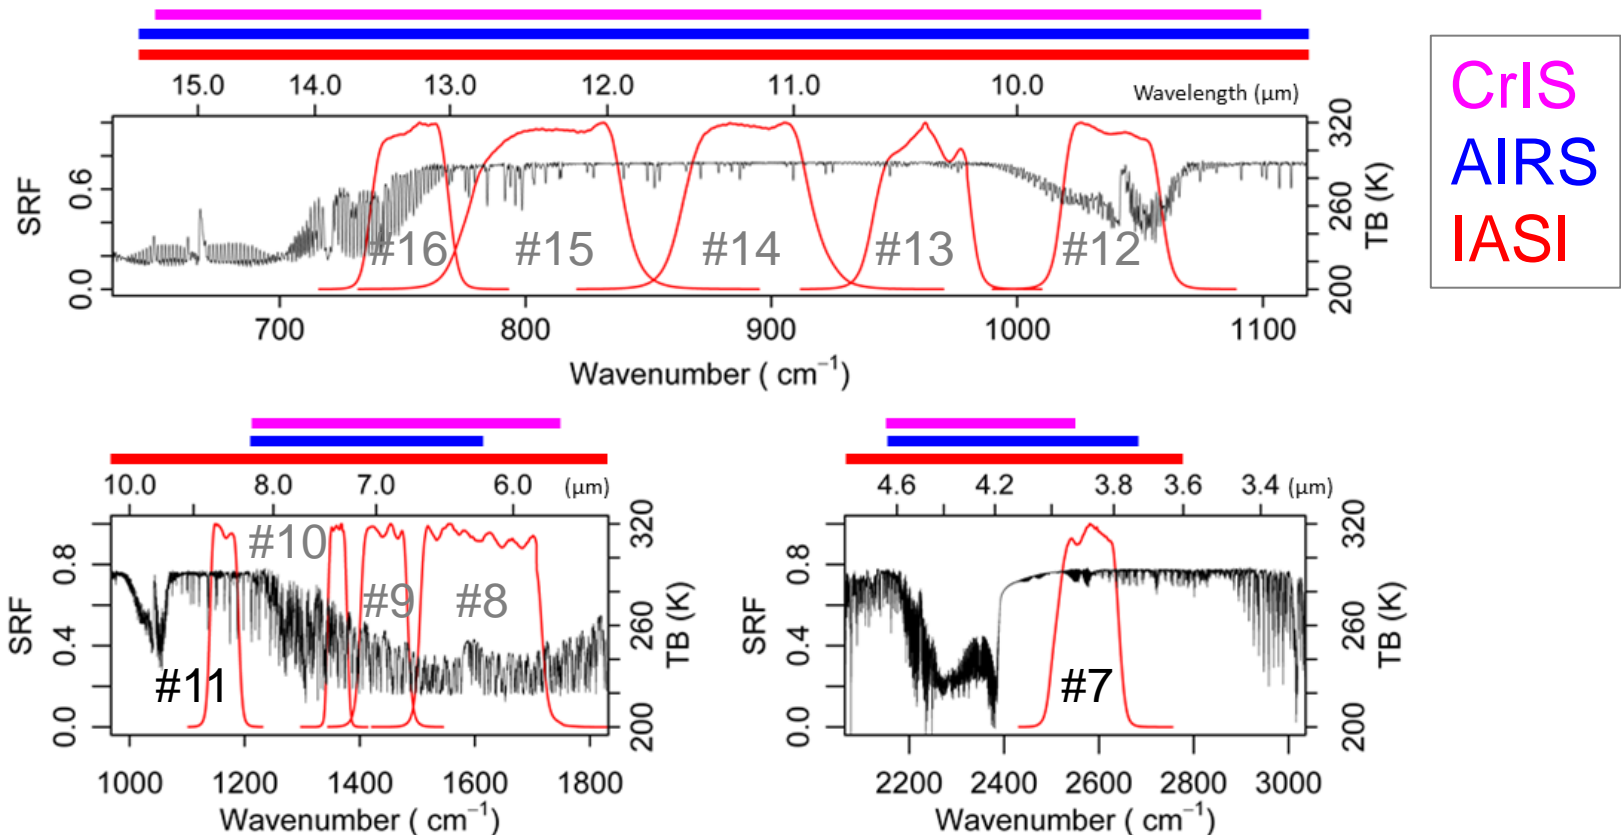 15.0 14.0 13.0 12.0 11.0 10.0 Wavelength (µm)
CrIS
AIRS
IASI
SRF
0.0 0.6
#16 #15 #14 #13 #12
200 260 320
TB (K)
700 800 900 1000 1100
Wavenumber ( cm⁻¹)
10.0 8.0 7.0 6.0 (µm)
SRF
0.0 0.4 0.8
#10
#9 #8
#11
200 260 320
TB (K)
1000 1200 1400 1600 1800
Wavenumber ( cm⁻¹)
4.6 4.2 3.8 3.6 3.4 (µm)
SRF
0.0 0.4 0.8
#7
200 260 320
TB (K)
2200 2400 2600 2800 3000
Wavenumber ( cm⁻¹)